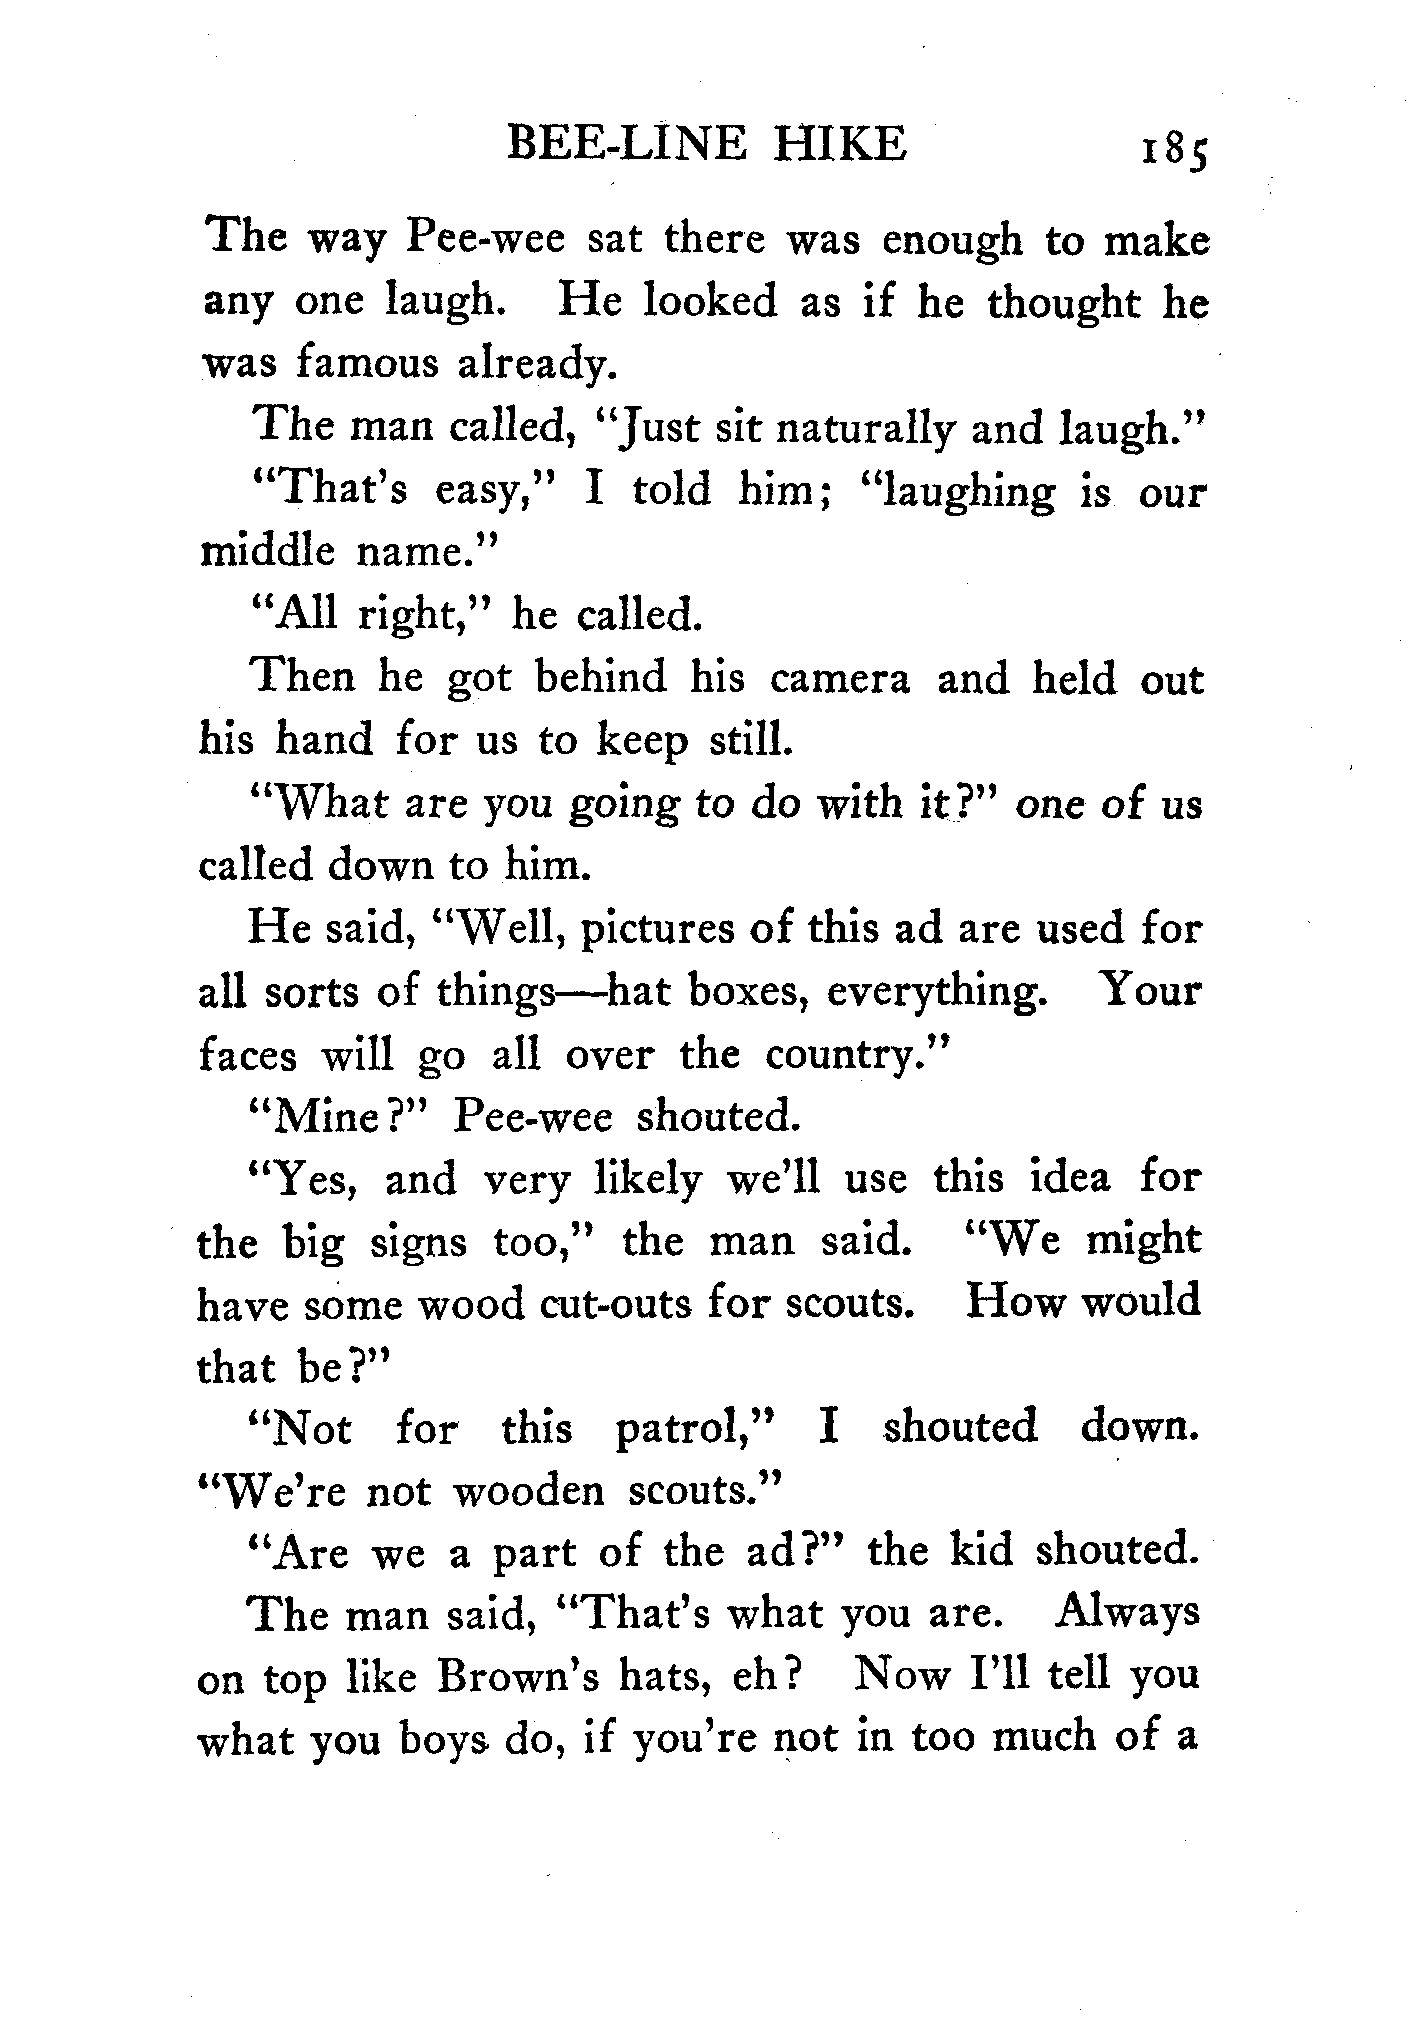 BEE-LINE HIKE 185
The way Pee-wee sat there was enough to make
any one laugh. He looked as if he thought he
was famous already.
The man called, "Just sit naturally and laugh."
"That's easy," I told him; "laughing is our
middle name."
"All right," he called.
Then he got behind his camera and held out
his hand for us to keep still.
"What are you going to do with it?" one of us
called down to him.
He said, "Well, pictures of this ad are used for
all sorts of things—hat boxes, everything. Your
faces will go all over the country."
"Mine?" Pee-wee shouted.
"Yes, and very likely we'll use this idea for
the big signs too," the man said. "We might
have some wood cut-outs for scouts. How would
that be?"
"Not for this patrol," I shouted down.
"We're not wooden scouts."
"Are we a part of the ad?" the kid shouted.
The man said, "That's what you are. Always
on top like Brown's hats, eh? Now I'll tell you
what you boys do, if you're not in too much of a